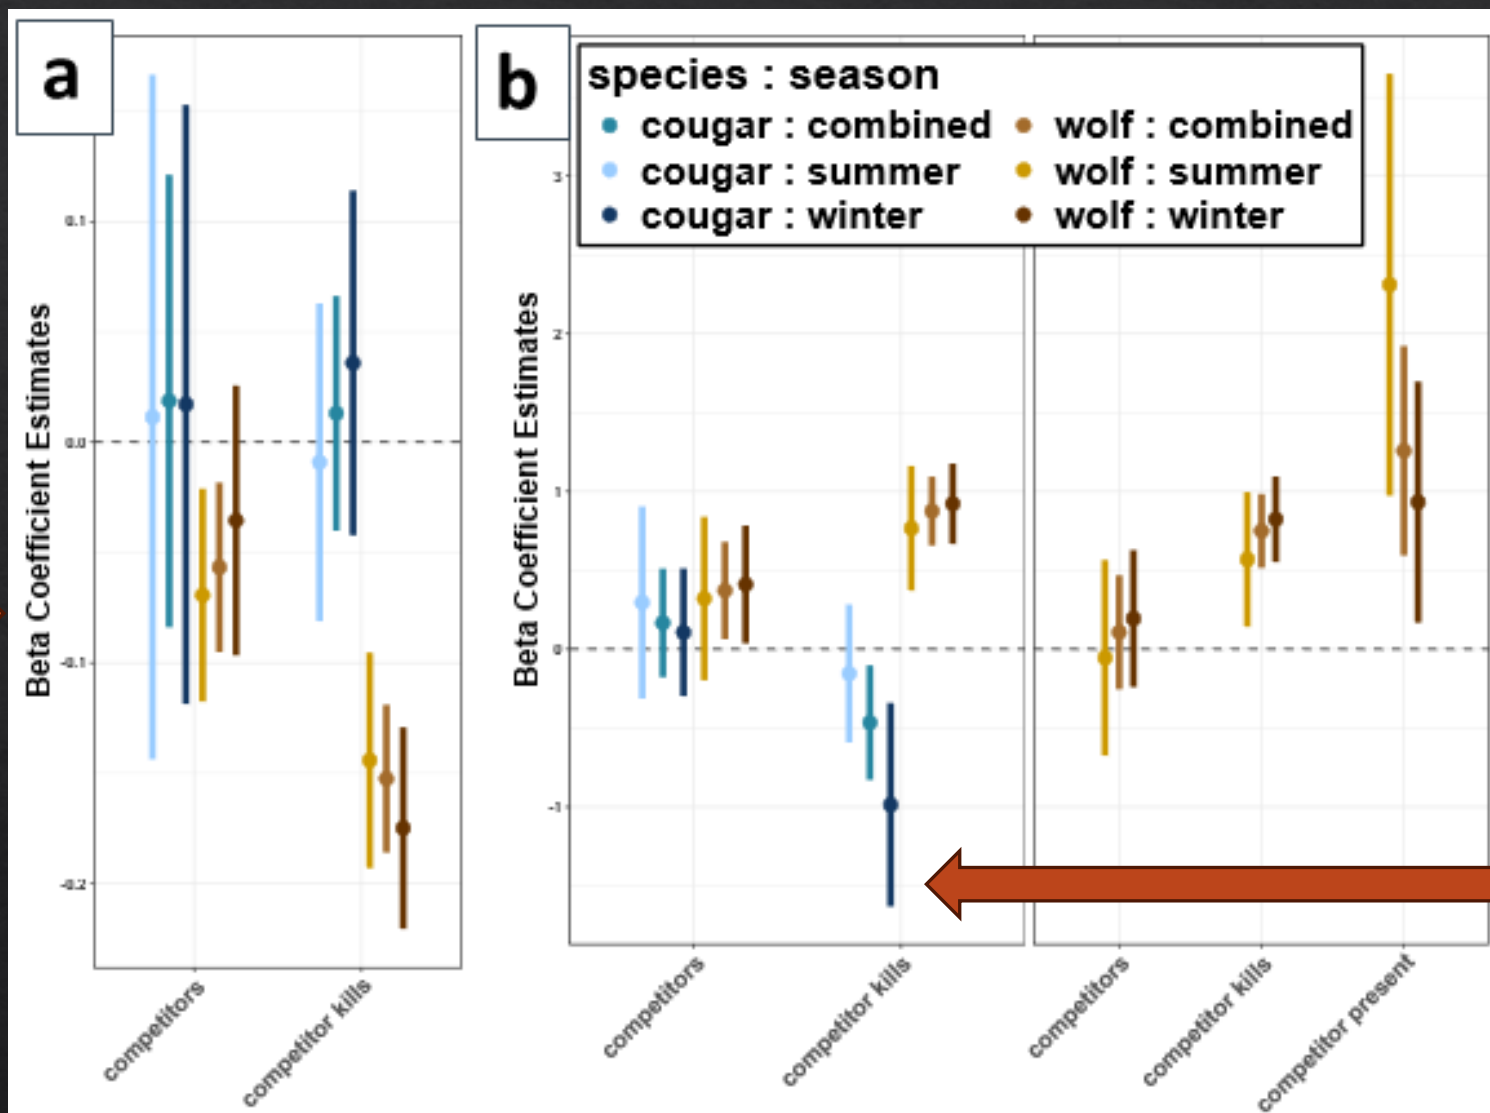 a
b
species : season
cougar : combined
wolf : combined
cougar : summer
wolf : summer
cougar : winter
wolf : winter
Beta Coefficient Estimates
0.1
0.0
-0.1
-0.2
competitors
competitor kills
Beta Coefficient Estimates
3
2
1
0
-1
competitors
competitor kills
competitors
competitor kills
competitor present